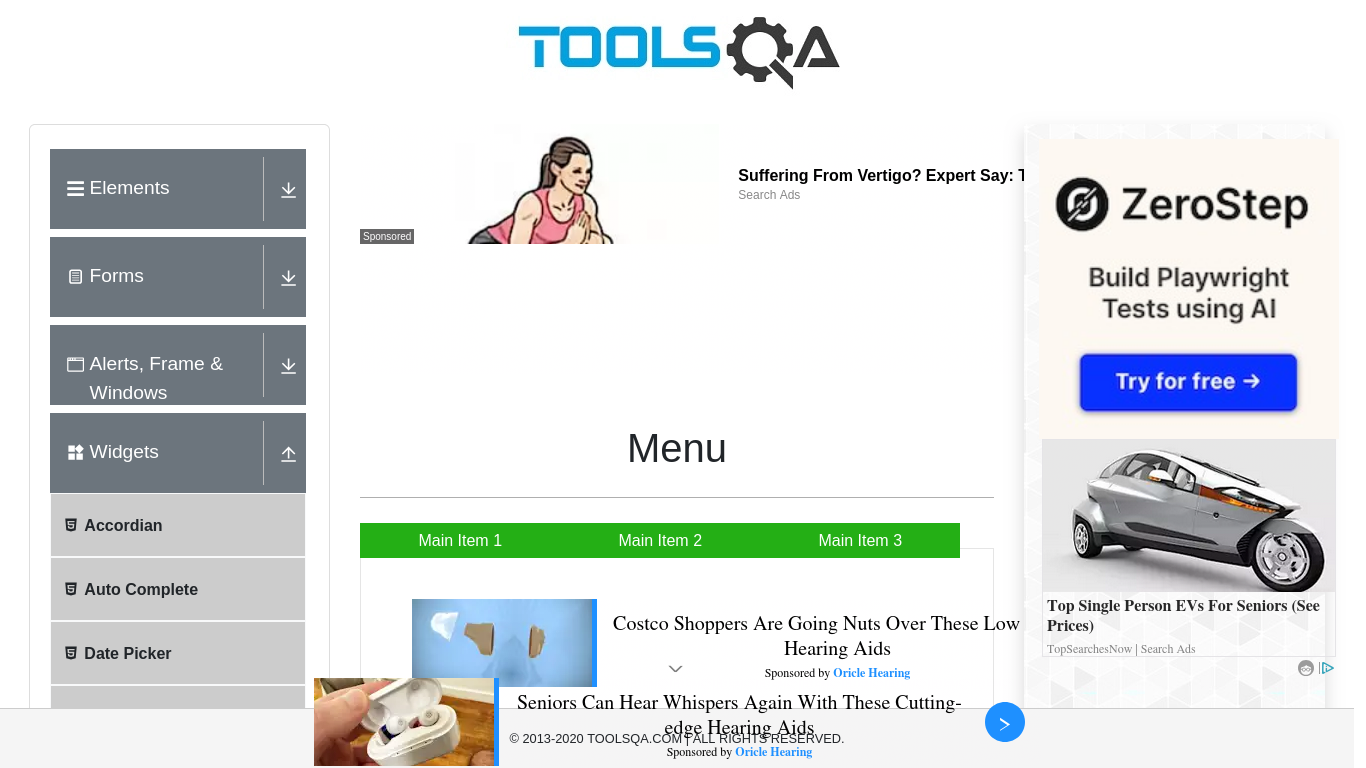 TOOLSQA
Elements
Forms
Alerts, Frame &
Windows
Widgets
Accordian
Auto Complete
Date Picker
Sponsored
Suffering From Vertigo? Expert Say: T
Search Ads
Menu
Main Item 1
Main Item 2
Main Item 3
Costco Shoppers Are Going Nuts Over These Low
Hearing Aids
Sponsored by Oricle Hearing
Seniors Can Hear Whispers Again With These Cutting-
edge Hearing Aids
Sponsored by Oricle Hearing
© 2013-2020 TOOLSQA.COM | ALL RIGHTS RESERVED.
ZeroStep
Build Playwright
Tests using AI
Try for free →
Top Single Person EVs For Seniors (See
Prices)
TopSearchesNow | Search Ads